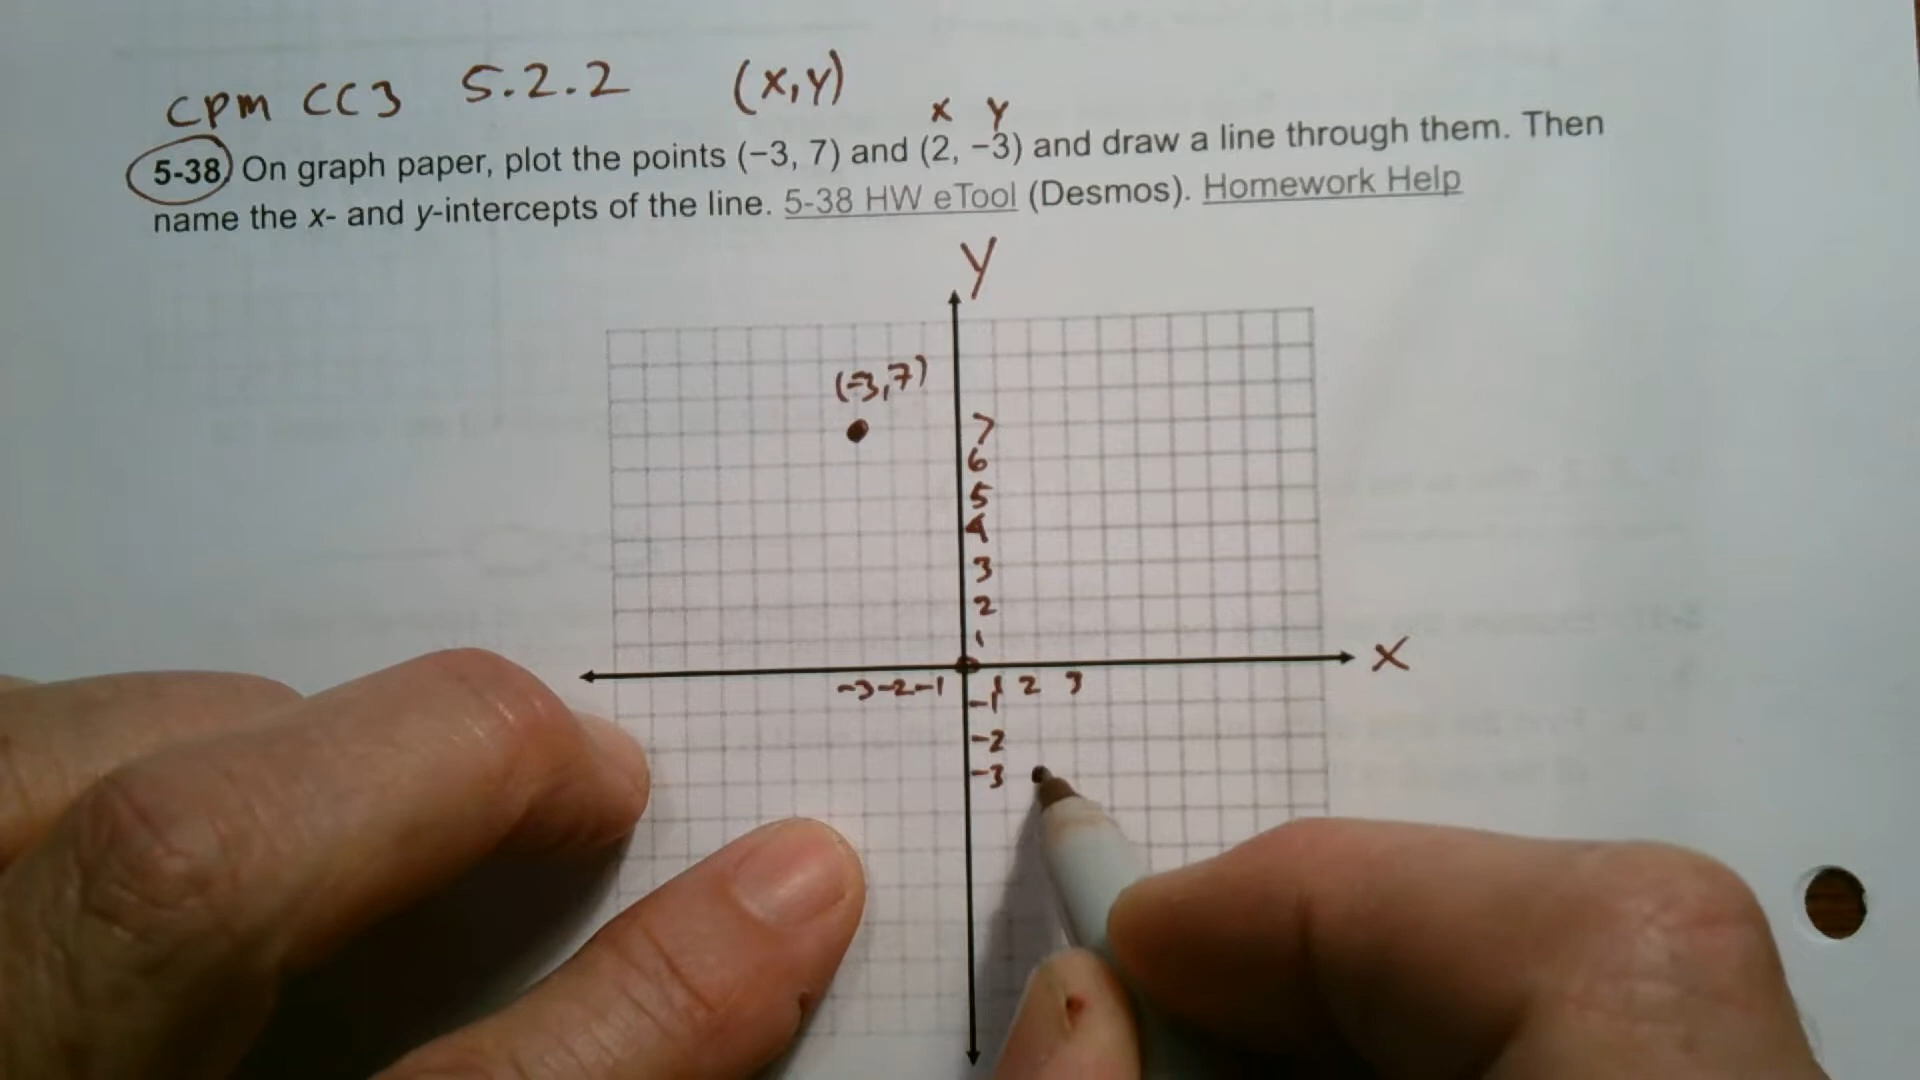 CPM CC3 5.2.2 (X,Y)
X Y
5-38 On graph paper, plot the points (−3, 7) and (2, −3) and draw a line through them. Then
name the x- and y-intercepts of the line. 5-38 HW eTool (Desmos). Homework Help
Y
(-3,7)
7
6
5
4
3
2
1
X
-3 -2 -1 1 2 3
-1
-2
-3